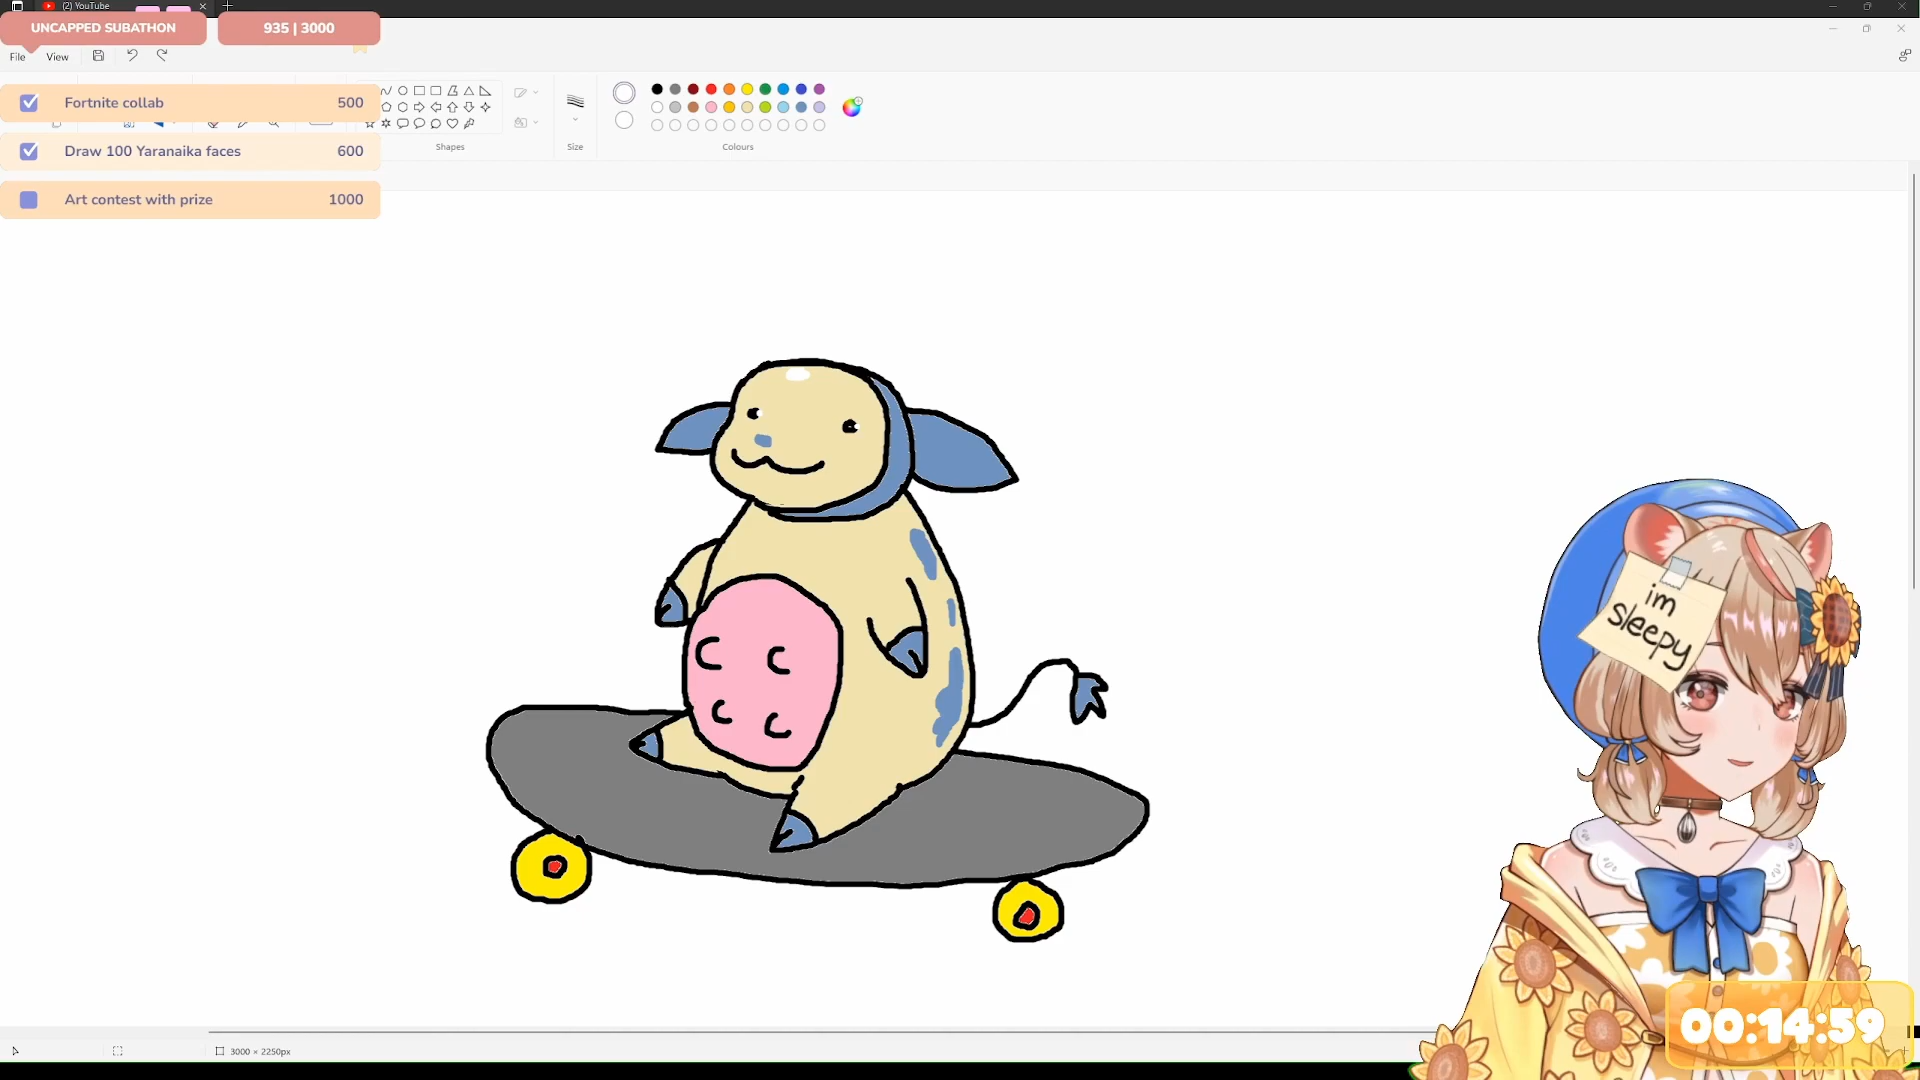 (2) YouTube
UNCAPPED SUBATHON
935 | 3000
File
View
Fortnite collab
500
Draw 100 Yaranaika faces
600
Art contest with prize
1000
Shapes
Size
Colours
im
sleepy
00:14:59
3000 × 2250px